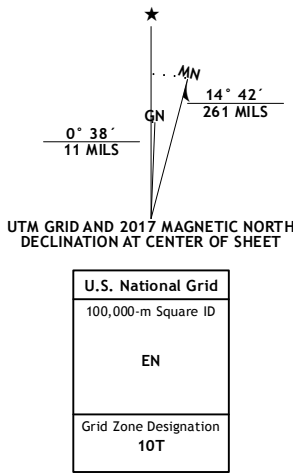 ★
MN
GN
14° 42´
261 MILS
0° 38´
11 MILS
UTM GRID AND 2017 MAGNETIC NORTH
DECLINATION AT CENTER OF SHEET
U.S. National Grid
100,000-m Square ID
EN
Grid Zone Designation
10T